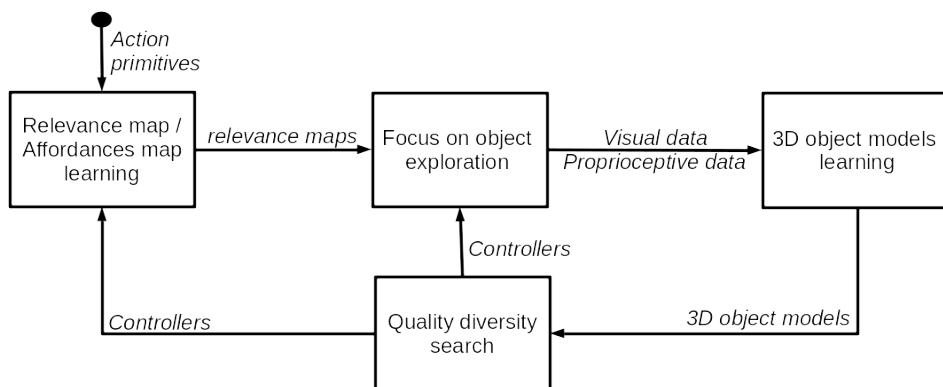 Action
primitives
Relevance map /
Affordances map
learning
relevance maps
Focus on object
exploration
Visual data
Proprioceptive data
3D object models
learning
Controllers
Controllers
Quality diversity
search
3D object models